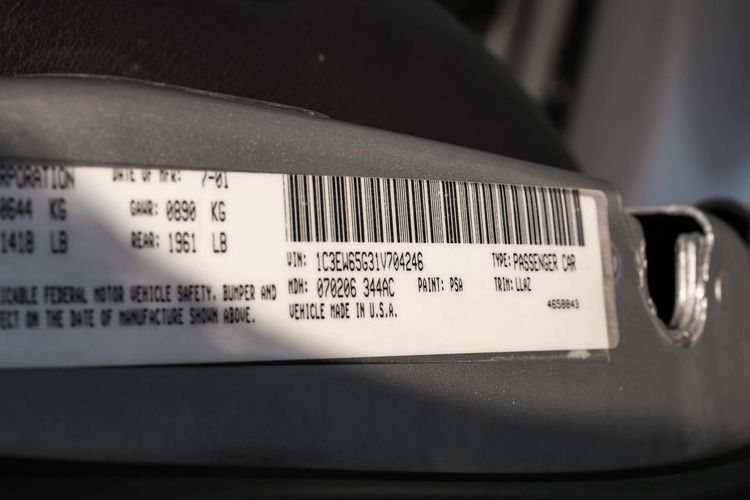 RPORATION DATE OF MFR: 7-01
0644 KG GAWR: 0890 KG
1418 LB REAR: 1961 LB
VIN: 1C3EW65G31V704246 TYPE: PASSENGER CAR
MDH: 070206 344AC PAINT: PSA TRIM: LLAZ
4658843
ICABLE FEDERAL MOTOR VEHICLE SAFETY, BUMPER AND
ECT ON THE DATE OF MANUFACTURE SHOWN ABOVE.
VEHICLE MADE IN U.S.A.